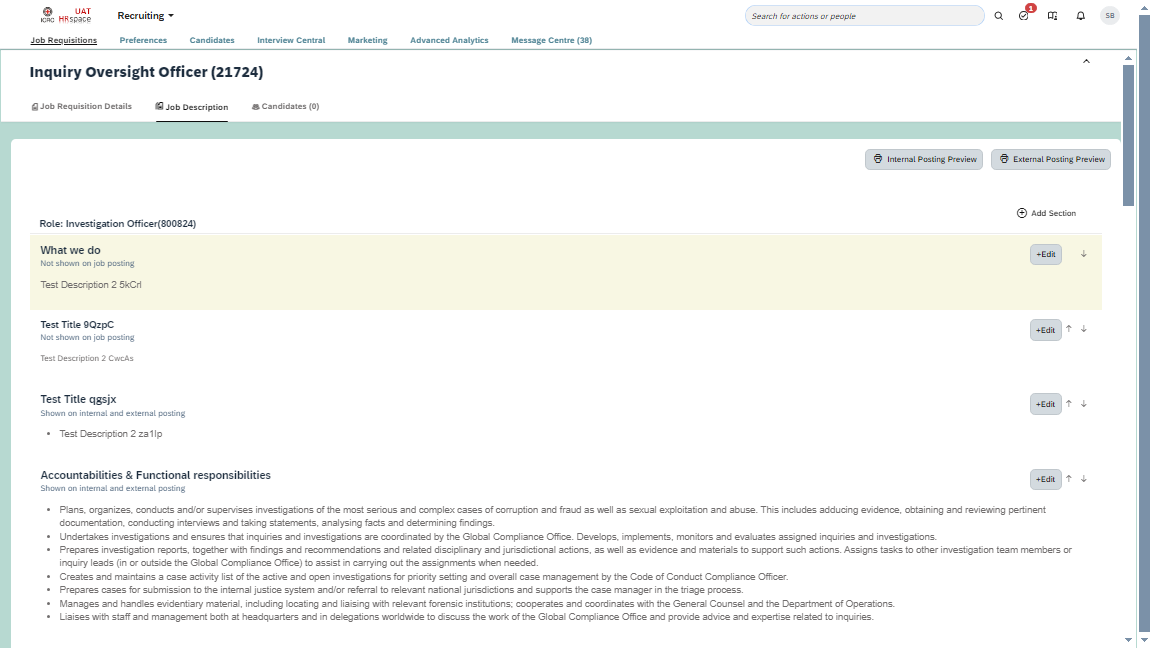 ICRC UAT HRspace
Recruiting
Search for actions or people
1
SB
Job Requisitions
Preferences
Candidates
Interview Central
Marketing
Advanced Analytics
Message Centre (38)
Inquiry Oversight Officer (21724)
Job Requisition Details
Job Description
Candidates (0)
Internal Posting Preview
External Posting Preview
Add Section
Role: Investigation Officer(800824)
What we do
Not shown on job posting
+Edit
Test Description 2 5kCrl
Test Title 9QzpC
Not shown on job posting
+Edit
Test Description 2 CwcAs
Test Title qgsjx
Shown on internal and external posting
+Edit
• Test Description 2 za1Ip
Accountabilities & Functional responsibilities
Shown on internal and external posting
+Edit
• Plans, organizes, conducts and/or supervises investigations of the most serious and complex cases of corruption and fraud as well as sexual exploitation and abuse. This includes adducing evidence, obtaining and reviewing pertinent
documentation, conducting interviews and taking statements, analysing facts and determining findings.
• Undertakes investigations and ensures that inquiries and investigations are coordinated by the Global Compliance Office. Develops, implements, monitors and evaluates assigned inquiries and investigations.
• Prepares investigation reports, together with findings and recommendations and related disciplinary and jurisdictional actions, as well as evidence and materials to support such actions. Assigns tasks to other investigation team members or
inquiry leads (in or outside the Global Compliance Office) to assist in carrying out the assignments when needed.
• Creates and maintains a case activity list of the active and open investigations for priority setting and overall case management by the Code of Conduct Compliance Officer.
• Prepares cases for submission to the internal justice system and/or referral to relevant national jurisdictions and supports the case manager in the triage process.
• Manages and handles evidentiary material, including locating and liaising with relevant forensic institutions; cooperates and coordinates with the General Counsel and the Department of Operations.
• Liaises with staff and management both at headquarters and in delegations worldwide to discuss the work of the Global Compliance Office and provide advice and expertise related to inquiries.